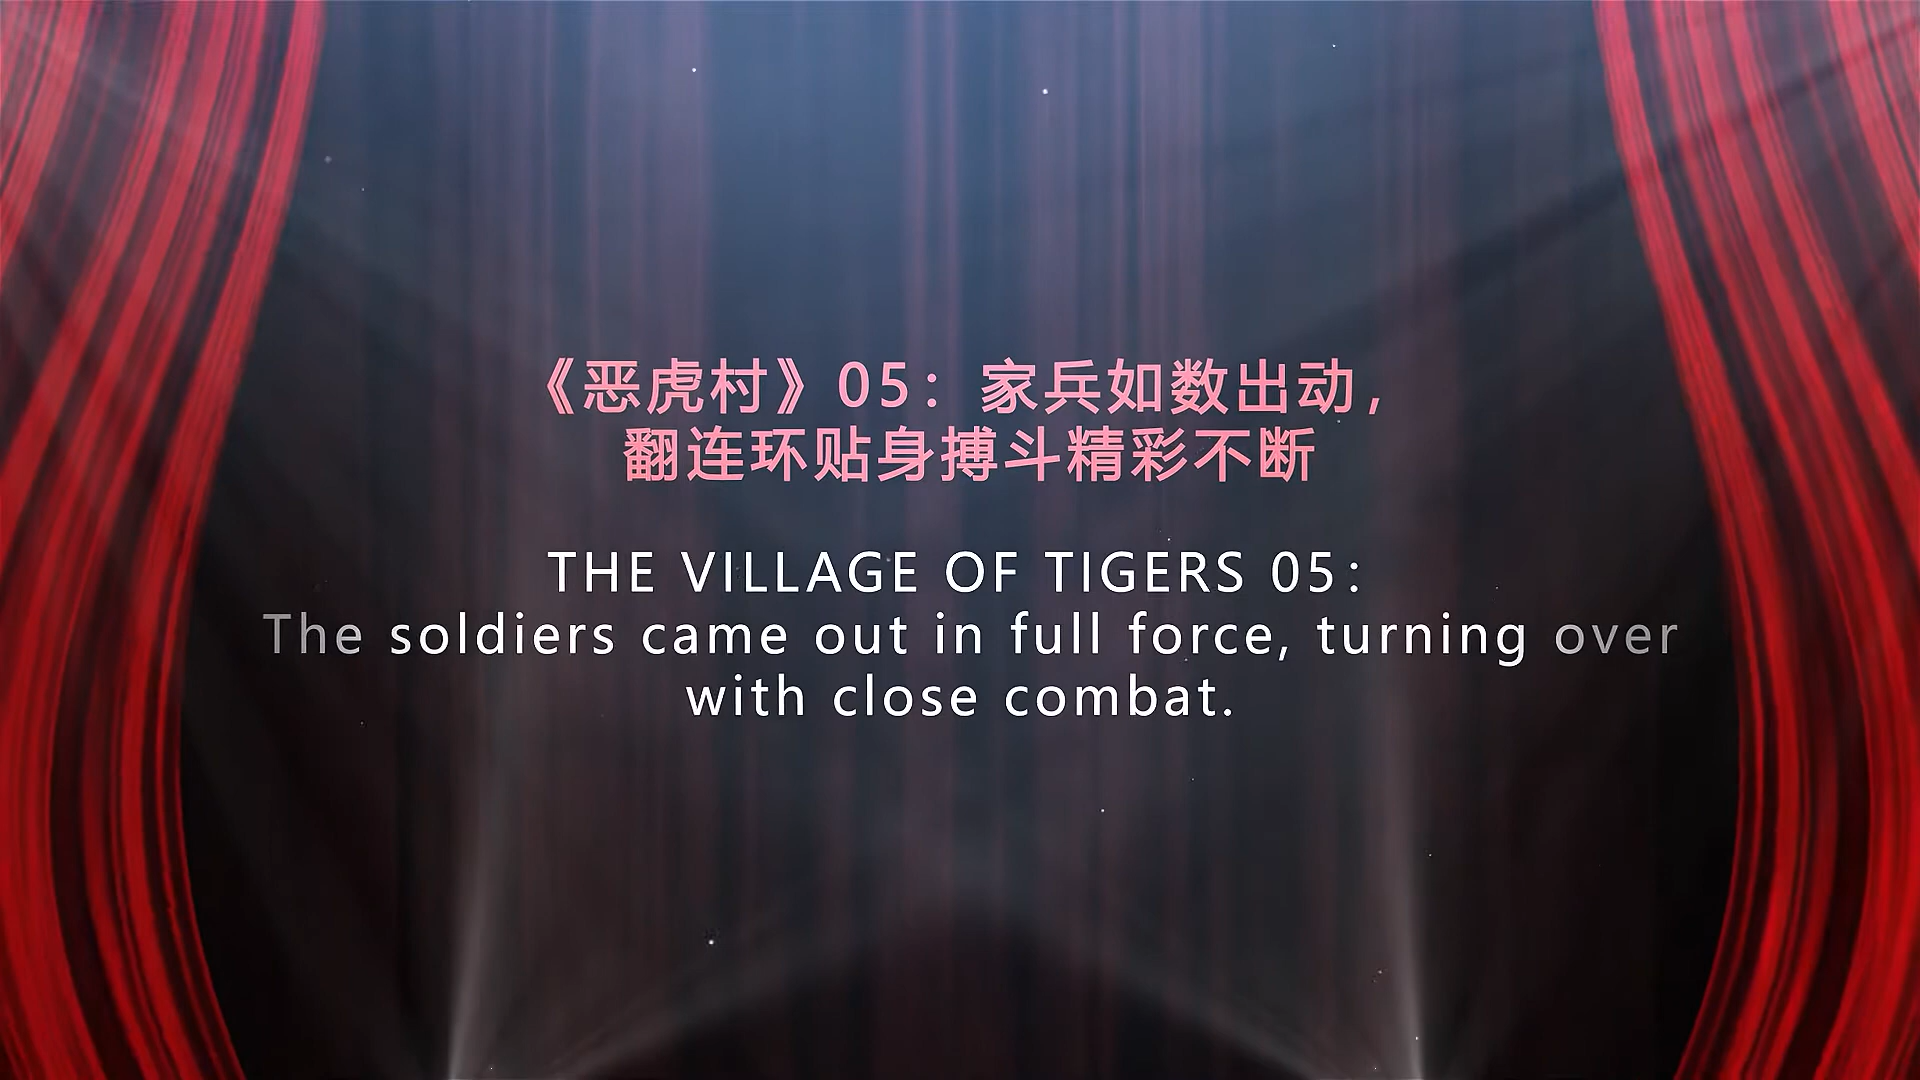 《恶虎村》05：家兵如数出动，
翻连环贴身搏斗精彩不断
THE VILLAGE OF TIGERS 05:
The soldiers came out in full force, turning over
with close combat.